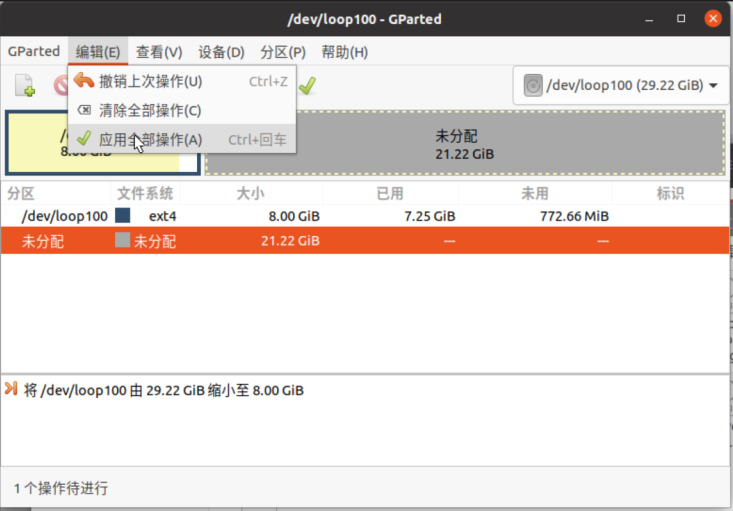 /dev/loop100 - GParted
GParted 编辑(E) 查看(V) 设备(D) 分区(P) 帮助(H)
撤销上次操作(U) Ctrl+Z
清除全部操作(C)
应用全部操作(A) Ctrl+回车
/dev/loop100 (29.22 GiB)
8.00 GiB
未分配
21.22 GiB
分区 文件系统 大小 已用 未用 标识
/dev/loop100 ext4 8.00 GiB 7.25 GiB 772.66 MiB
未分配 未分配 21.22 GiB --- ---
将 /dev/loop100 由 29.22 GiB 缩小至 8.00 GiB
1 个操作待进行